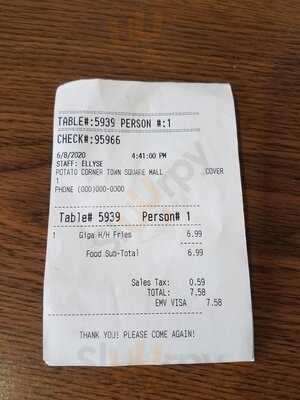 TABLE#:5939 PERSON #:1
CHECK#:95966
6/8/2020 4:41:00 PM
STAFF: ELLYSE
POTATO CORNER TOWN SQUARE MALL COVER
1
PHONE (000)000-0000
Table# 5939 Person# 1
1 Giga H/H Fries 6.99
Food Sub-Total 6.99
Sales Tax: 0.59
TOTAL: 7.58
EMV VISA 7.58
THANK YOU! PLEASE COME AGAIN!
Sluurpy
Sluurpy